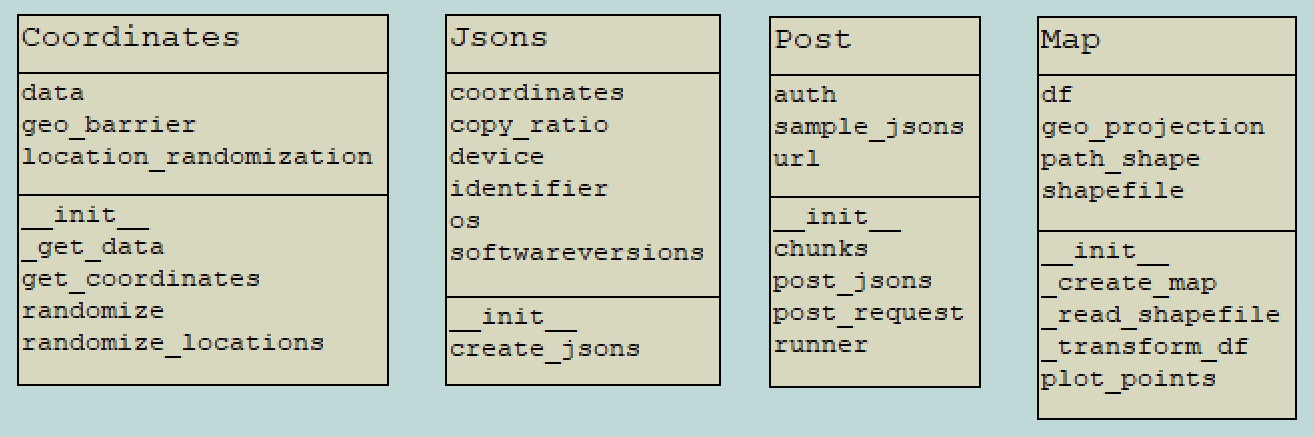 Coordinates
data
geo_barrier
location_randomization
__init__
_get_data
get_coordinates
randomize
randomize_locations
Jsons
coordinates
copy_ratio
device
identifier
os
softwareversions
__init__
create_jsons
Post
auth
sample_jsons
url
__init__
chunks
post_jsons
post_request
runner
Map
df
geo_projection
path_shape
shapefile
__init__
_create_map
_read_shapefile
_transform_df
plot_points